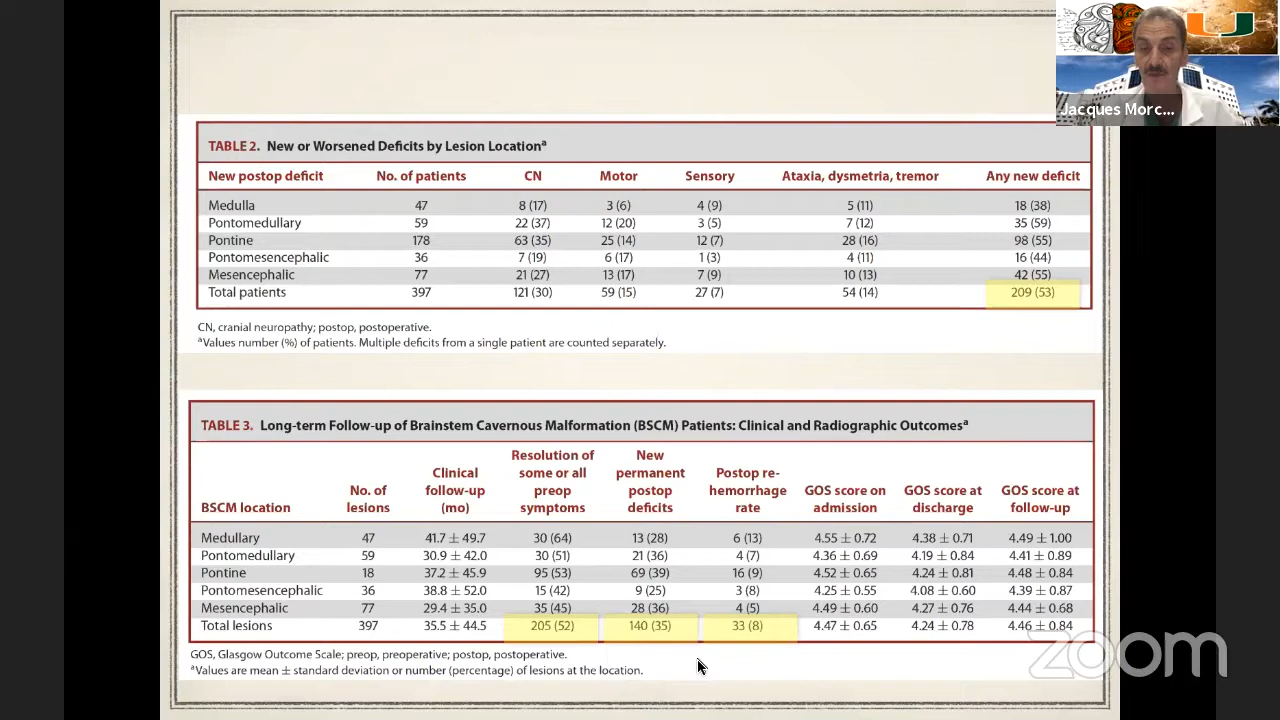 Jacques Morc...
TABLE 2. New or Worsened Deficits by Lesion Locationa
New postop deficit No. of patients CN Motor Sensory Ataxia, dysmetria, tremor Any new deficit
Medulla 47 8 (17) 3 (6) 4 (9) 5 (11) 18 (38)
Pontomedullary 59 22 (37) 12 (20) 3 (5) 7 (12) 35 (59)
Pontine 178 63 (35) 25 (14) 12 (7) 28 (16) 98 (55)
Pontomesencephalic 36 7 (19) 6 (17) 1 (3) 4 (11) 16 (44)
Mesencephalic 77 21 (27) 13 (17) 7 (9) 10 (13) 42 (55)
Total patients 397 121 (30) 59 (15) 27 (7) 54 (14) 209 (53)
CN, cranial neuropathy; postop, postoperative.
aValues number (%) of patients. Multiple deficits from a single patient are counted separately.
TABLE 3. Long-term Follow-up of Brainstem Cavernous Malformation (BSCM) Patients: Clinical and Radiographic Outcomesa
Resolution of New
Clinical some or all permanent Postop re-
No. of follow-up preop postop hemorrhage GOS score on GOS score at GOS score at
BSCM location lesions (mo) symptoms deficits rate admission discharge follow-up
Medullary 47 41.7 ± 49.7 30 (64) 13 (28) 6 (13) 4.55 ± 0.72 4.38 ± 0.71 4.49 ± 1.00
Pontomedullary 59 30.9 ± 42.0 30 (51) 21 (36) 4 (7) 4.36 ± 0.69 4.19 ± 0.84 4.41 ± 0.89
Pontine 18 37.2 ± 45.9 95 (53) 69 (39) 16 (9) 4.52 ± 0.65 4.24 ± 0.81 4.48 ± 0.84
Pontomesencephalic 36 38.8 ± 52.0 15 (42) 9 (25) 3 (8) 4.25 ± 0.55 4.08 ± 0.60 4.39 ± 0.87
Mesencephalic 77 29.4 ± 35.0 35 (45) 28 (36) 4 (5) 4.49 ± 0.60 4.27 ± 0.76 4.44 ± 0.68
Total lesions 397 35.5 ± 44.5 205 (52) 140 (35) 33 (8) 4.47 ± 0.65 4.24 ± 0.78 4.46 ± 0.84
GOS, Glasgow Outcome Scale; preop, preoperative; postop, postoperative.
aValues are mean ± standard deviation or number (percentage) of lesions at the location.
zoom